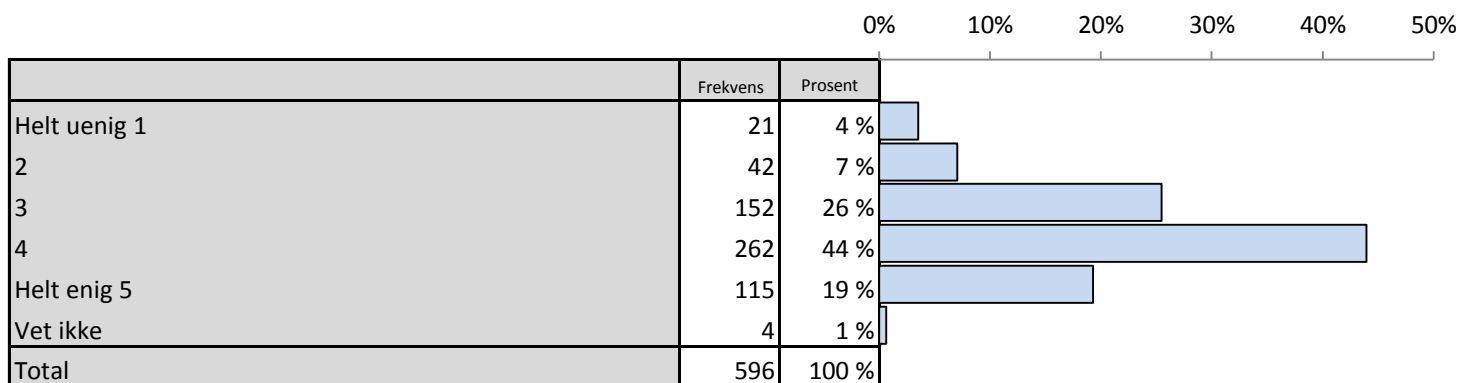 0% 10% 20% 30% 40% 50%
Frekvens Prosent
Helt uenig 1 21 4 %
2 42 7 %
3 152 26 %
4 262 44 %
Helt enig 5 115 19 %
Vet ikke 4 1 %
Total 596 100 %